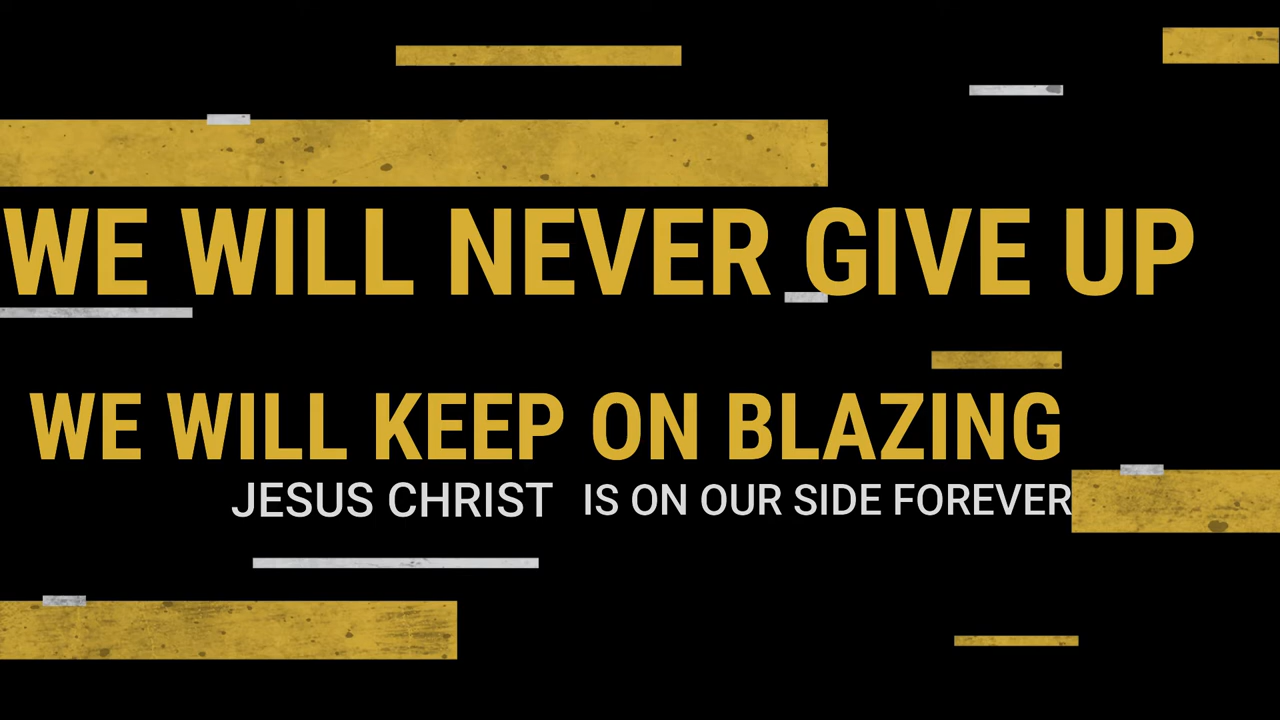 WE WILL NEVER GIVE UP
WE WILL KEEP ON BLAZING
JESUS CHRIST IS ON OUR SIDE FOREVER